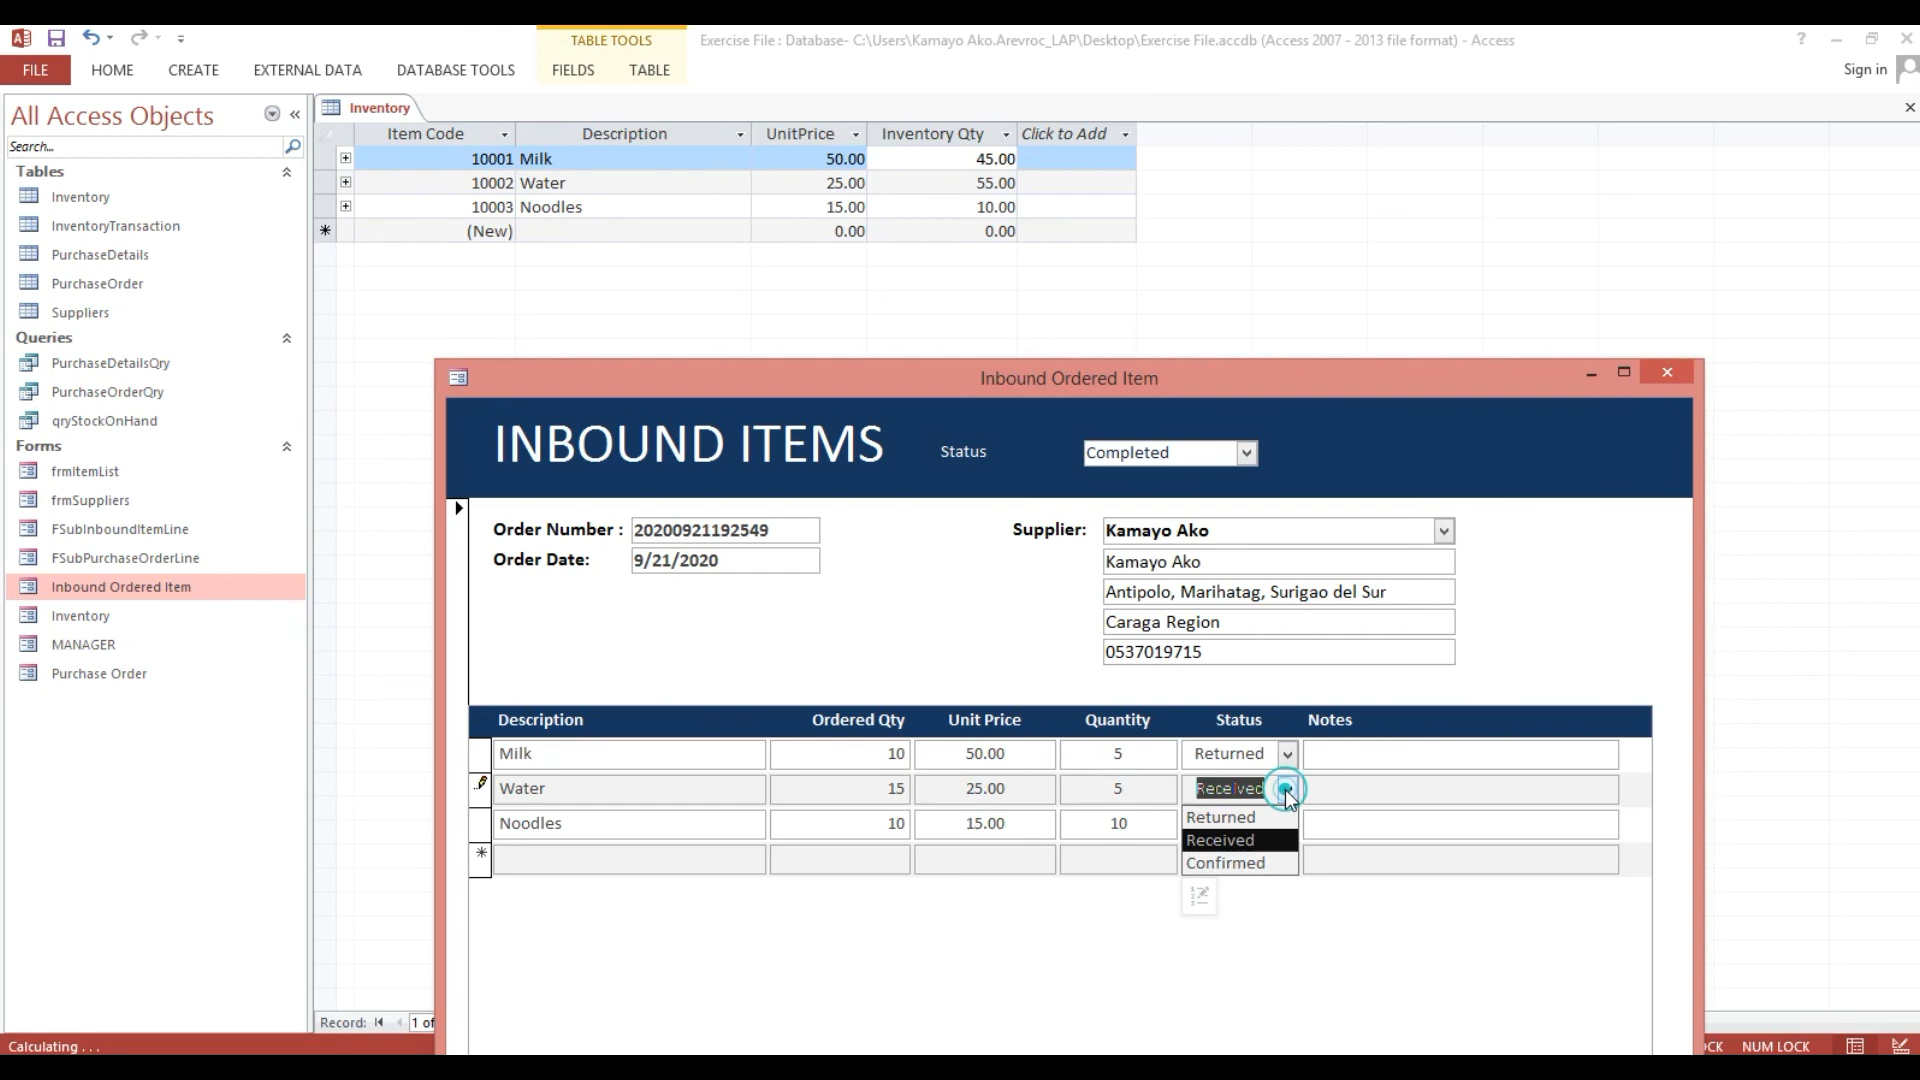 TABLE TOOLS
Exercise File : Database- C:\Users\Kamayo Ako.Arevroc_LAP\Desktop\Exercise File.accdb (Access 2007 - 2013 file format) - Access
?
FILE HOME CREATE EXTERNAL DATA DATABASE TOOLS FIELDS TABLE Sign in
All Access Objects «
Search...
Tables
Inventory
InventoryTransaction
PurchaseDetails
PurchaseOrder
Suppliers
Queries
PurchaseDetailsQry
PurchaseOrderQry
qryStockOnHand
Forms
frmItemList
frmSuppliers
FSubInboundItemLine
FSubPurchaseOrderLine
Inbound Ordered Item
Inventory
MANAGER
Purchase Order
Inventory
Item Code Description UnitPrice Inventory Qty Click to Add
10001 Milk 50.00 45.00
10002 Water 25.00 55.00
10003 Noodles 15.00 10.00
(New) 0.00 0.00
Inbound Ordered Item
INBOUND ITEMS Status Completed
Order Number : 20200921192549 Supplier: Kamayo Ako
Order Date: 9/21/2020 Kamayo Ako
Antipolo, Marihatag, Surigao del Sur
Caraga Region
0537019715
Description Ordered Qty Unit Price Quantity Status Notes
Milk 10 50.00 5 Returned
Water 15 25.00 5 Received
Noodles 10 15.00 10
Returned
Received
Confirmed
Record: 1 of
Calculating . . . NUM LOCK